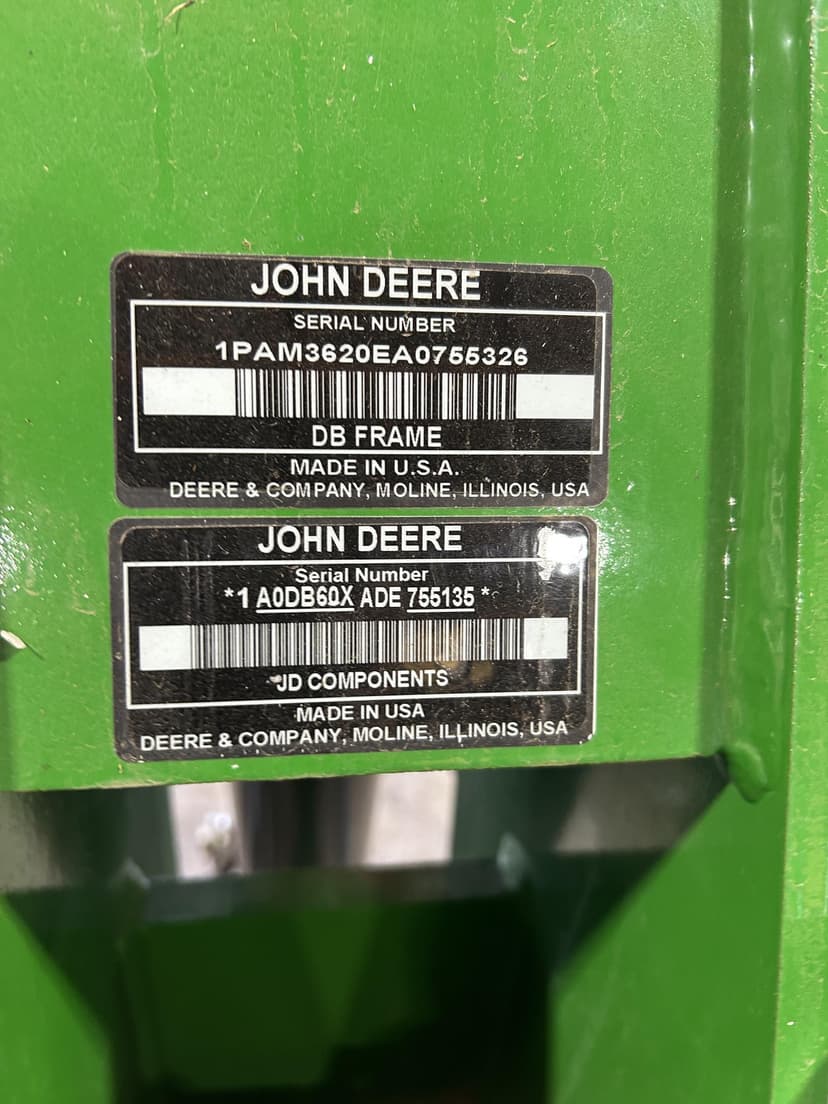 JOHN DEERE
SERIAL NUMBER
1PAM3620EA0755326
DB FRAME
MADE IN U.S.A.
DEERE & COMPANY, MOLINE, ILLINOIS, USA
JOHN DEERE
Serial Number
*1 A0DB60X ADE 755135 *
JD COMPONENTS
MADE IN USA
DEERE & COMPANY, MOLINE, ILLINOIS, USA